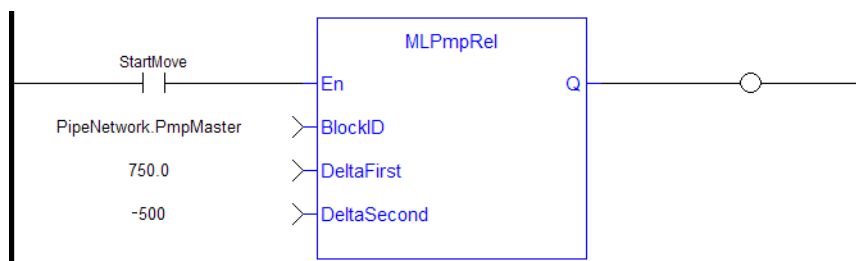 MLPmpRel
StartMove
En Q
PipeNetwork.PmpMaster BlockID
750.0 DeltaFirst
-500 DeltaSecond